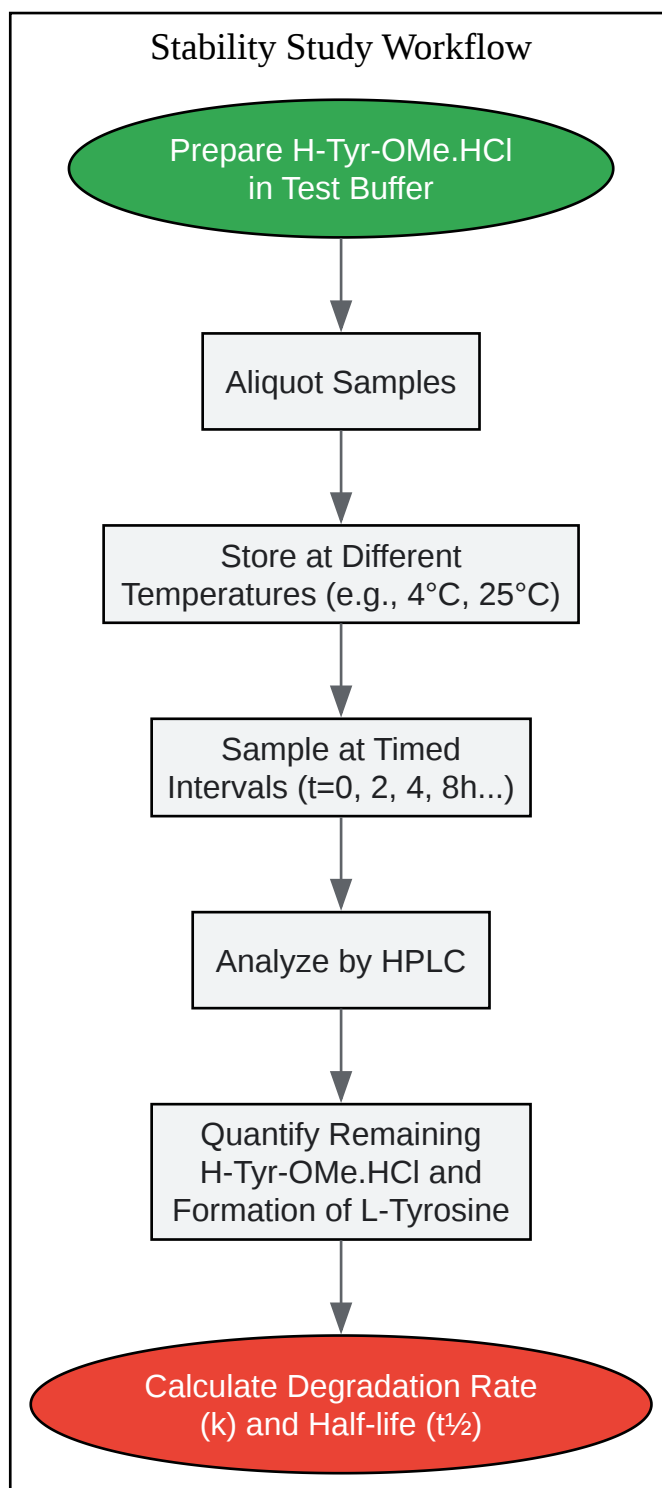 Stability Study Workflow
Prepare H-Tyr-OMe.HCl
in Test Buffer
Aliquot Samples
Store at Different
Temperatures (e.g., 4°C, 25°C)
Sample at Timed
Intervals (t=0, 2, 4, 8h...)
Analyze by HPLC
Quantify Remaining
H-Tyr-OMe.HCl and
Formation of L-Tyrosine
Calculate Degradation Rate
(k) and Half-life (t½)